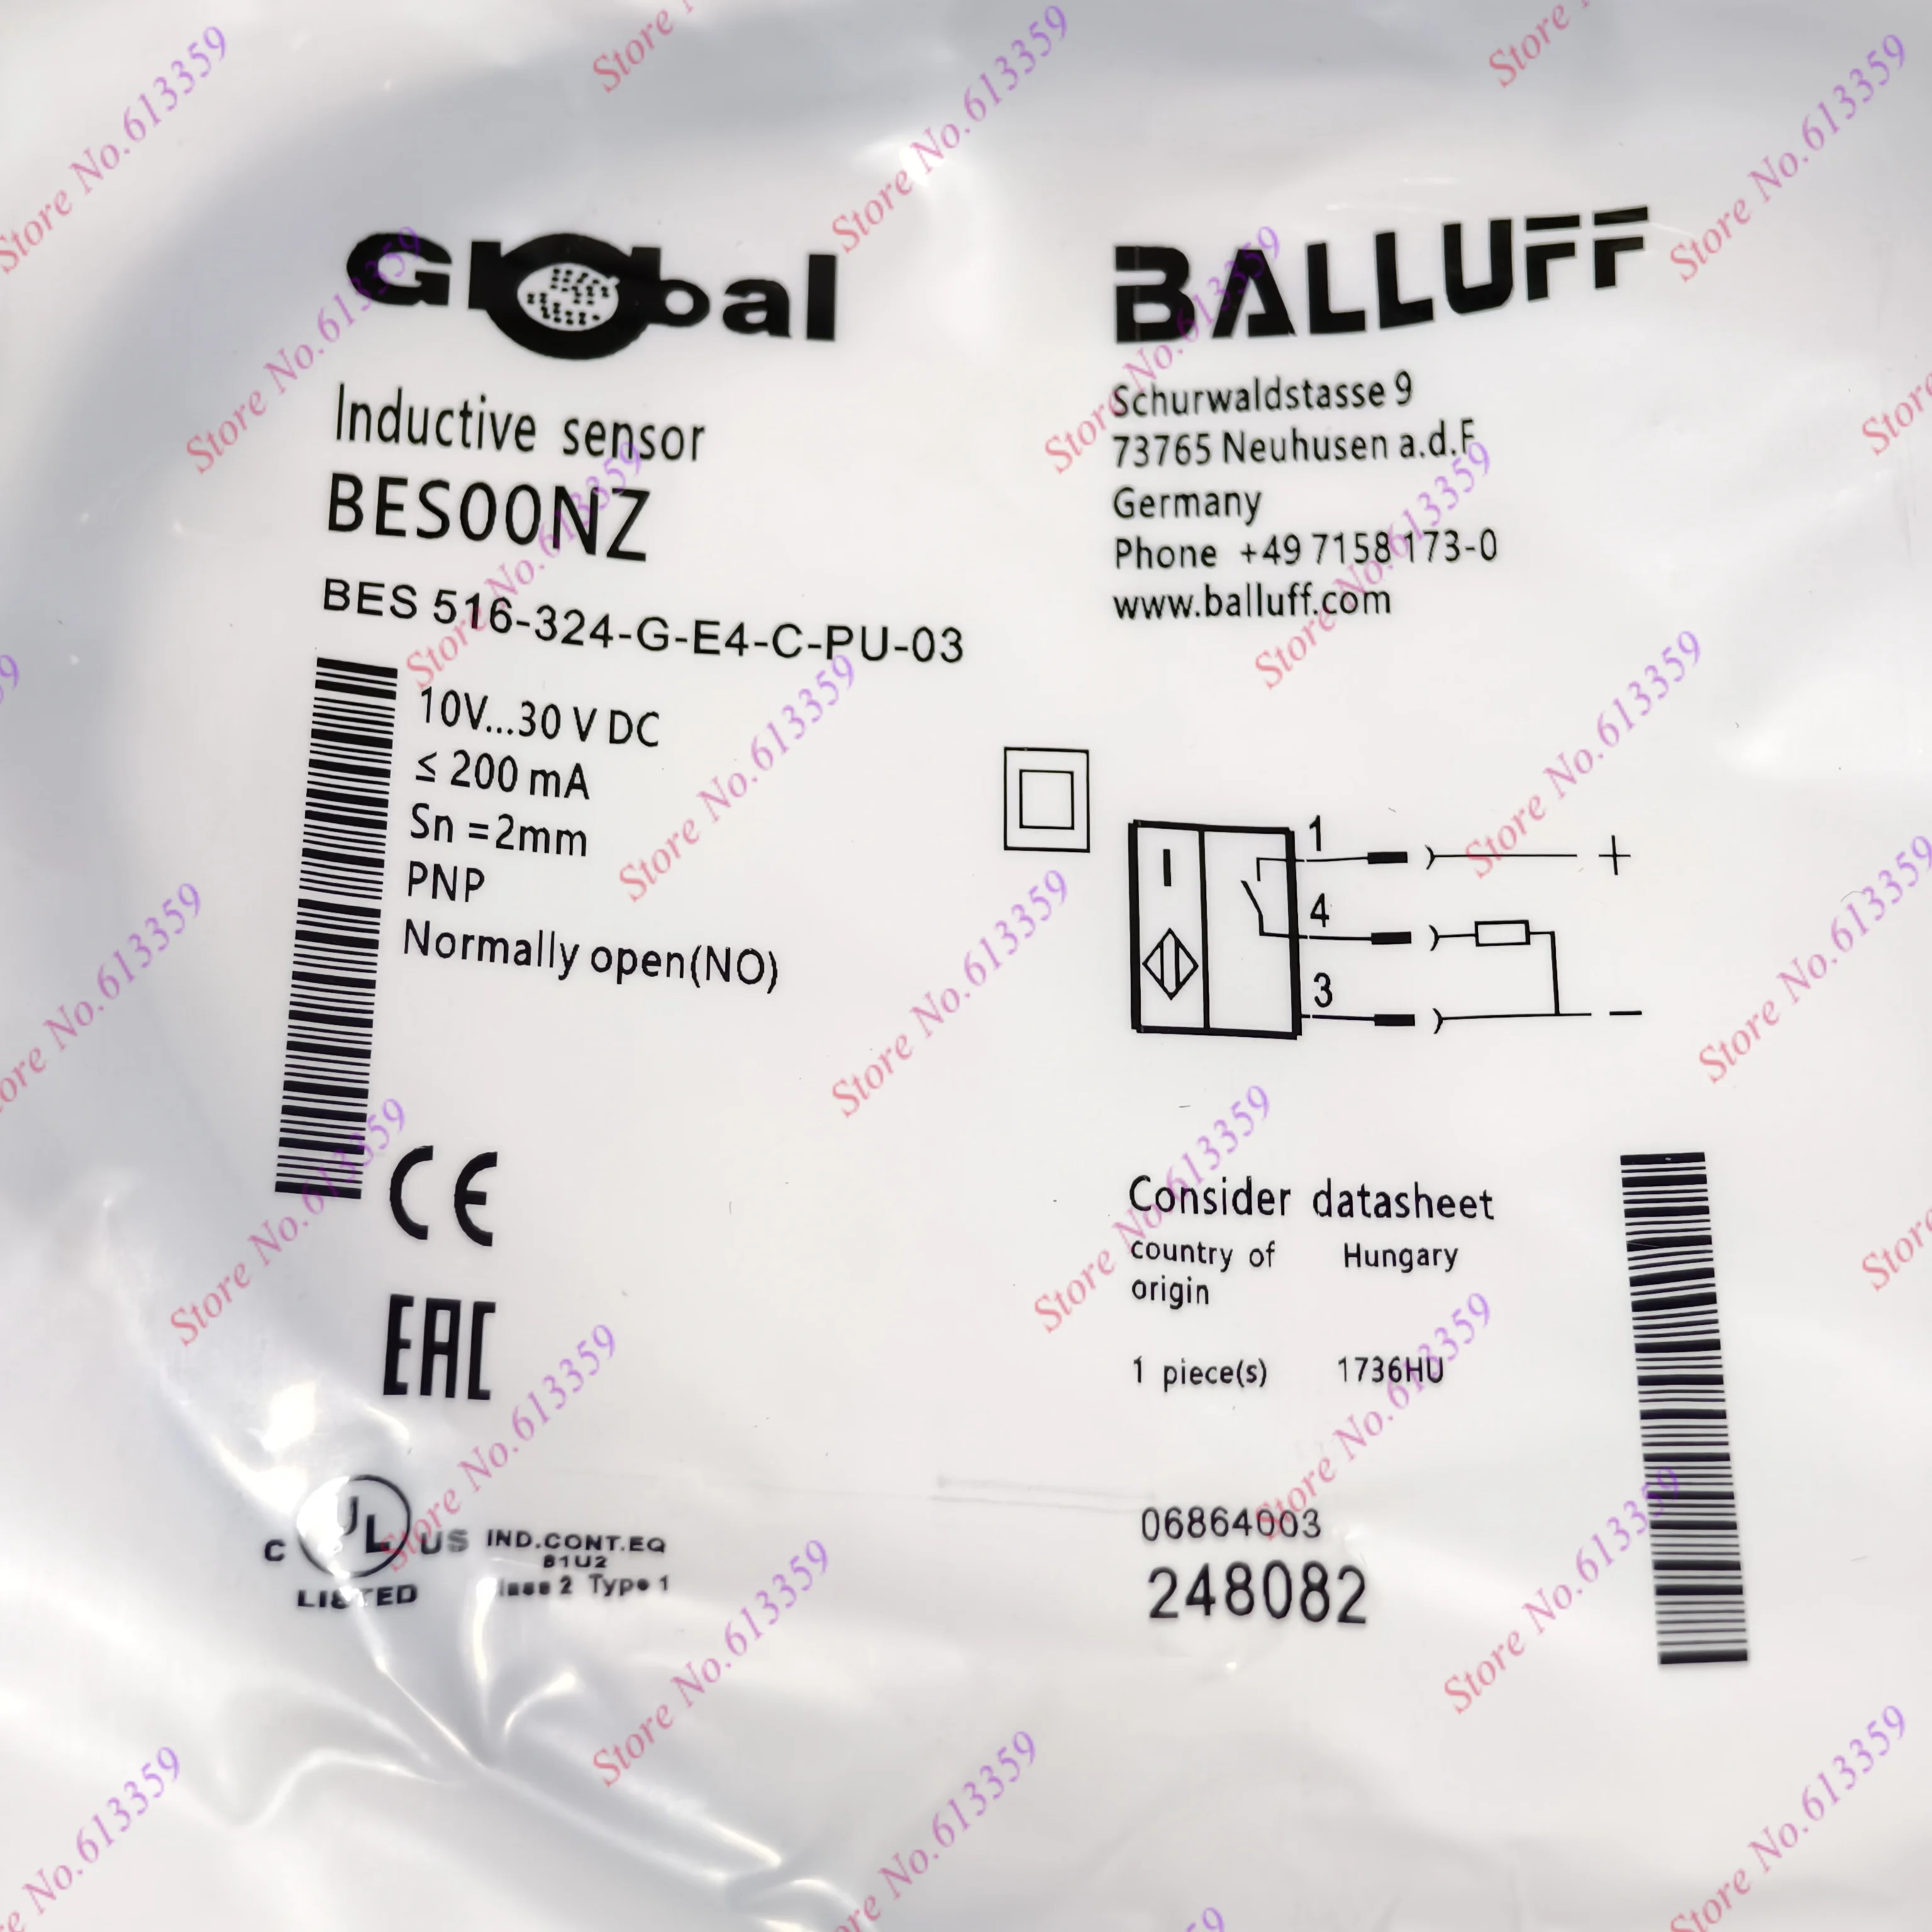 Global
Inductive sensor
BES00NZ
BES 516-324-G-E4-C-PU-03
10V...30 V DC
≤ 200 mA
Sn =2mm
PNP
Normally open(NO)
CE
EAC
C UL US LISTED
IND.CONT.EQ
81U2
2 Type 1
BALLUFF
Schurwaldstasse 9
73765 Neuhusen a.d.F
Germany
Phone +49 7158 173-0
www.balluff.com
1
+
4
3
−
Consider datasheet
country of Hungary
origin
1 piece(s) 1736HU
06864003
248082
Store No.613359